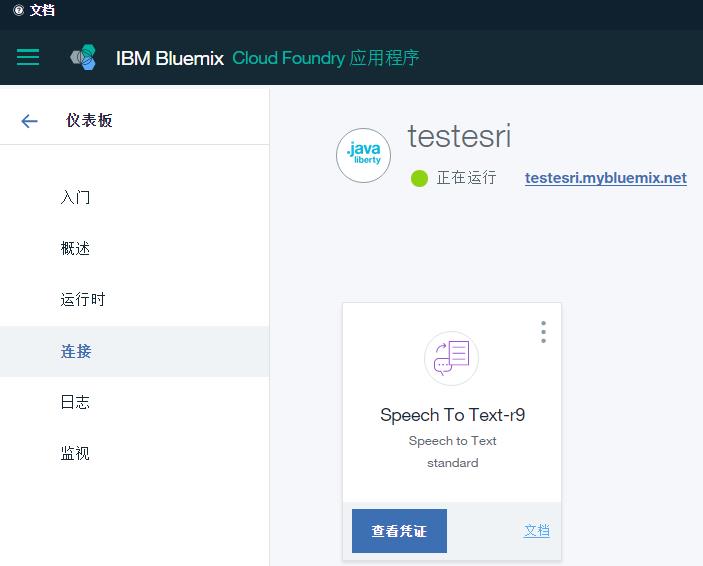 文档
IBM Bluemix Cloud Foundry 应用程序
仪表板
入门
概述
运行时
连接
日志
监视
.java
liberty
testesri
正在运行 testesri.mybluemix.net
Speech To Text-r9
Speech to Text
standard
查看凭证 文档